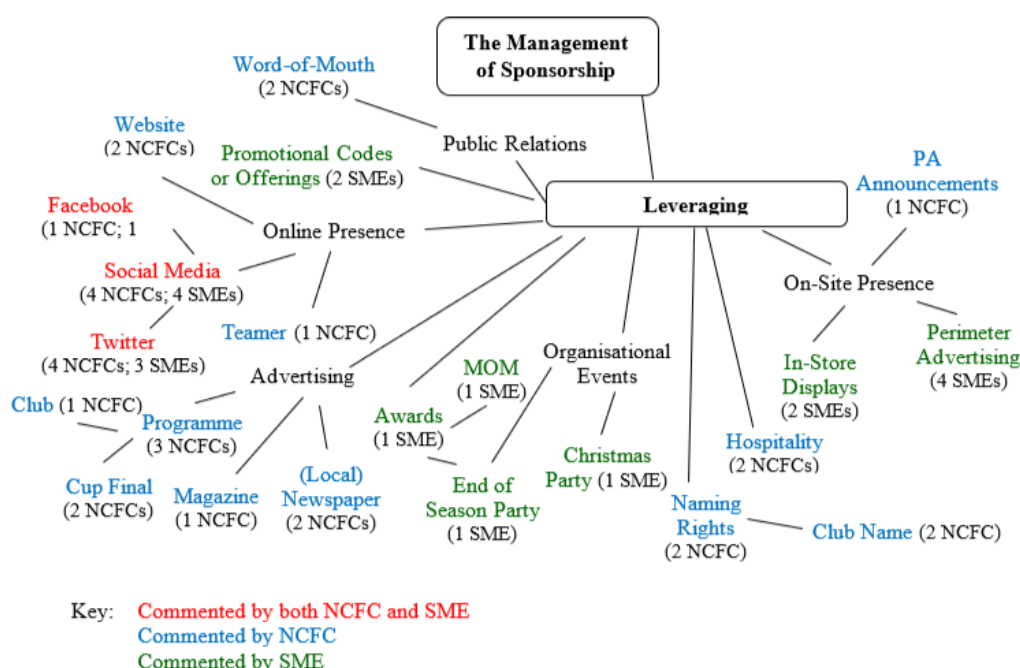 The Management
of Sponsorship
Word-of-Mouth
(2 NCFCs)
Public Relations
Website
(2 NCFCs)
Promotional Codes
or Offerings (2 SMEs)
PA
Announcements
(1 NCFC)
Leveraging
Facebook
(1 NCFC; 1
Online Presence
Social Media
(4 NCFCs; 4 SMEs)
On-Site Presence
Twitter
(4 NCFCs; 3 SMEs)
Teamer (1 NCFC)
Perimeter
Advertising
(4 SMEs)
In-Store
Displays
(2 SMEs)
Organisational
Events
MOM
(1 SME)
Advertising
Club (1 NCFC)
Programme
(3 NCFCs)
Awards
(1 SME)
Hospitality
(2 NCFCs)
Christmas
Party (1 SME)
Cup Final
(2 NCFCs)
Magazine
(1 NCFC)
(Local)
Newspaper
(2 NCFCs)
End of
Season Party
(1 SME)
Naming
Rights
(2 NCFC)
Club Name (2 NCFC)
Key: Commented by both NCFC and SME
Commented by NCFC
Commented by SME